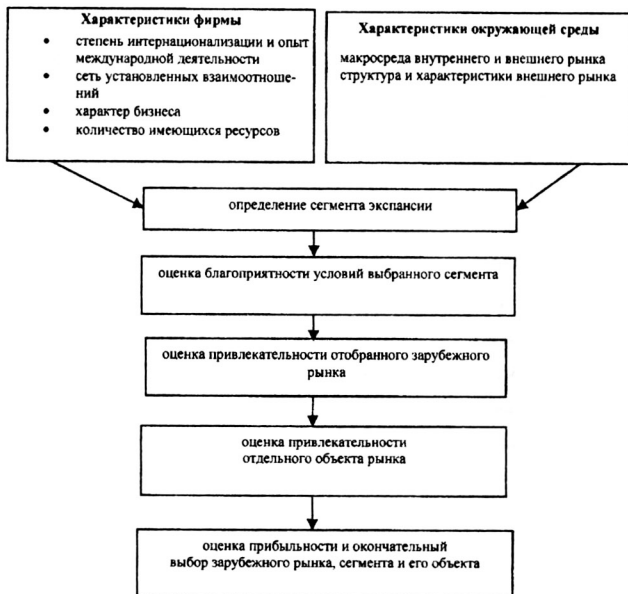 Характеристики фирмы
• степень интернационализации и опыт
международной деятельности
• сеть установленных взаимоотноше-
ний
• характер бизнеса
• количество имеющихся ресурсов
Характеристики окружающей среды
макросреда внутреннего и внешнего рынка
структура и характеристики внешнего рынка
определение сегмента экспансии
оценка благоприятности условий выбранного сегмента
оценка привлекательности отобранного зарубежного
рынка
оценка привлекательности
отдельного объекта рынка
оценка прибыльности и окончательный
выбор зарубежного рынка, сегмента и его объекта